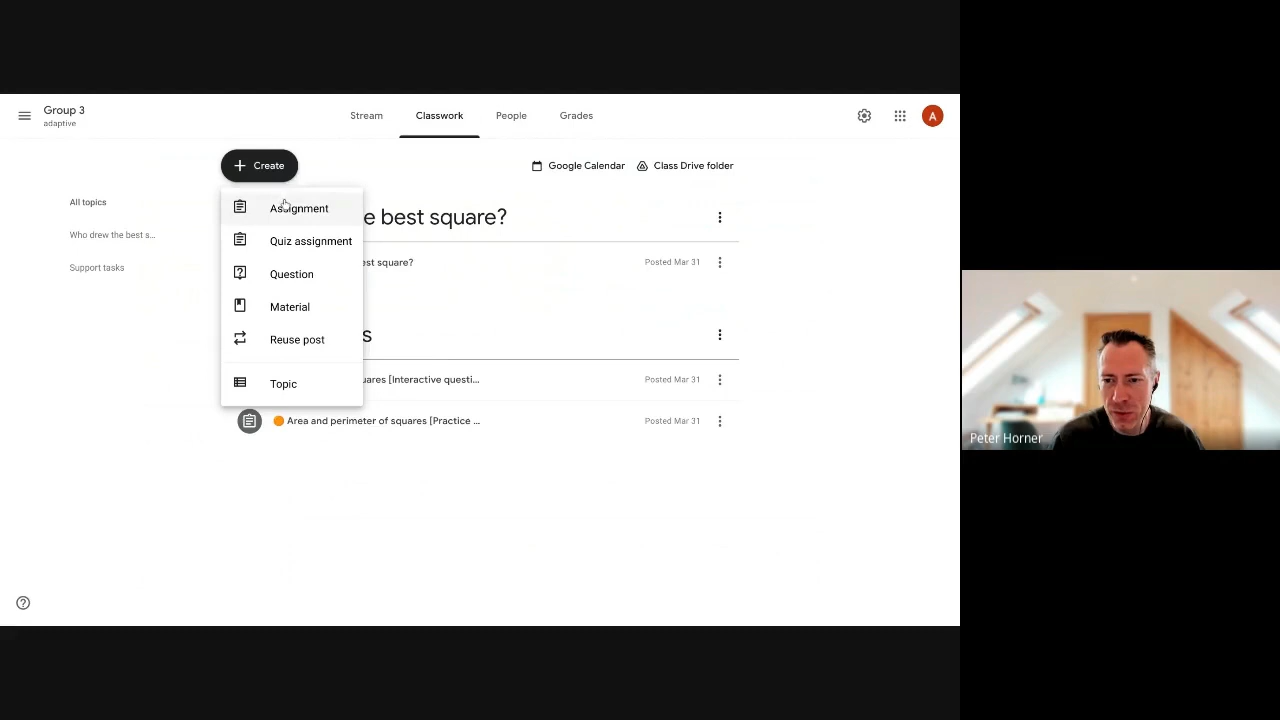 Group 3
adaptive
Stream
Classwork
People
Grades
A
Create
Google Calendar
Class Drive folder
All topics
Who drew the best s...
Support tasks
Assignment
Quiz assignment
Question
Material
Reuse post
Topic
e best square?
est square?
Posted Mar 31
s
uares [Interactive questi...
Posted Mar 31
Area and perimeter of squares [Practice ...
Posted Mar 31
Peter Horner